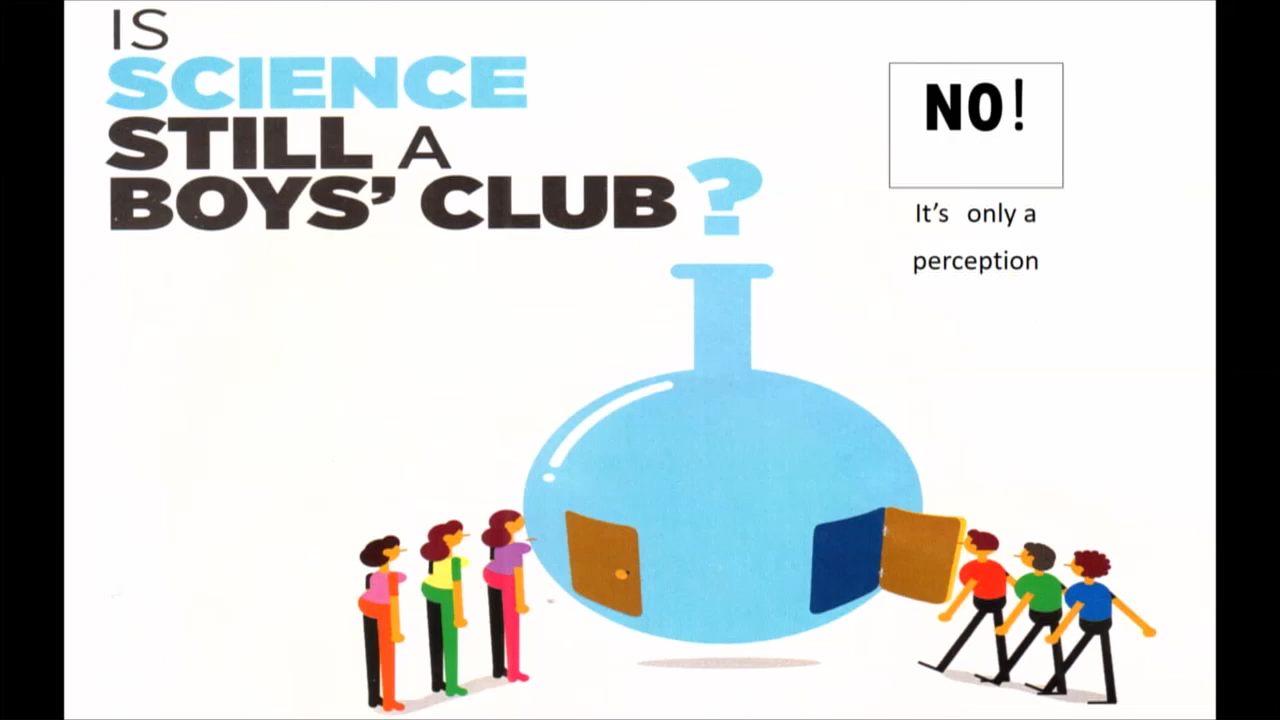 IS
SCIENCE
STILL A
BOYS’ CLUB?
NO!
It’s only a
perception